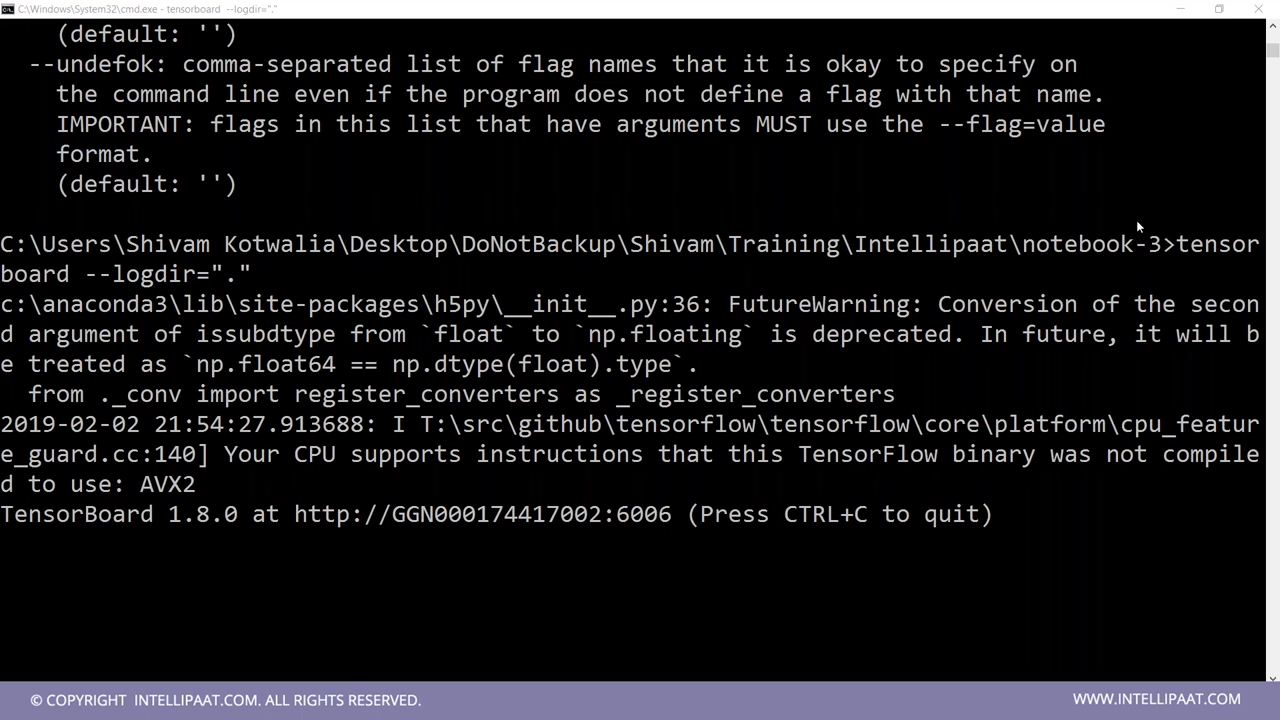 C:\Windows\System32\cmd.exe - tensorboard  --logdir="."
(default: '')
--undefok: comma-separated list of flag names that it is okay to specify on
the command line even if the program does not define a flag with that name.
IMPORTANT: flags in this list that have arguments MUST use the --flag=value
format.
(default: '')
C:\Users\Shivam Kotwalia\Desktop\DoNotBackup\Shivam\Training\Intellipaat\notebook-3>tensor
board --logdir="."
c:\anaconda3\lib\site-packages\h5py\__init__.py:36: FutureWarning: Conversion of the secon
d argument of issubdtype from `float` to `np.floating` is deprecated. In future, it will b
e treated as `np.float64 == np.dtype(float).type`.
from ._conv import register_converters as _register_converters
2019-02-02 21:54:27.913688: I T:\src\github\tensorflow\tensorflow\core\platform\cpu_featur
e_guard.cc:140] Your CPU supports instructions that this TensorFlow binary was not compile
d to use: AVX2
TensorBoard 1.8.0 at http://GGN000174417002:6006 (Press CTRL+C to quit)
© COPYRIGHT INTELLIPAAT.COM. ALL RIGHTS RESERVED.
WWW.INTELLIPAAT.COM